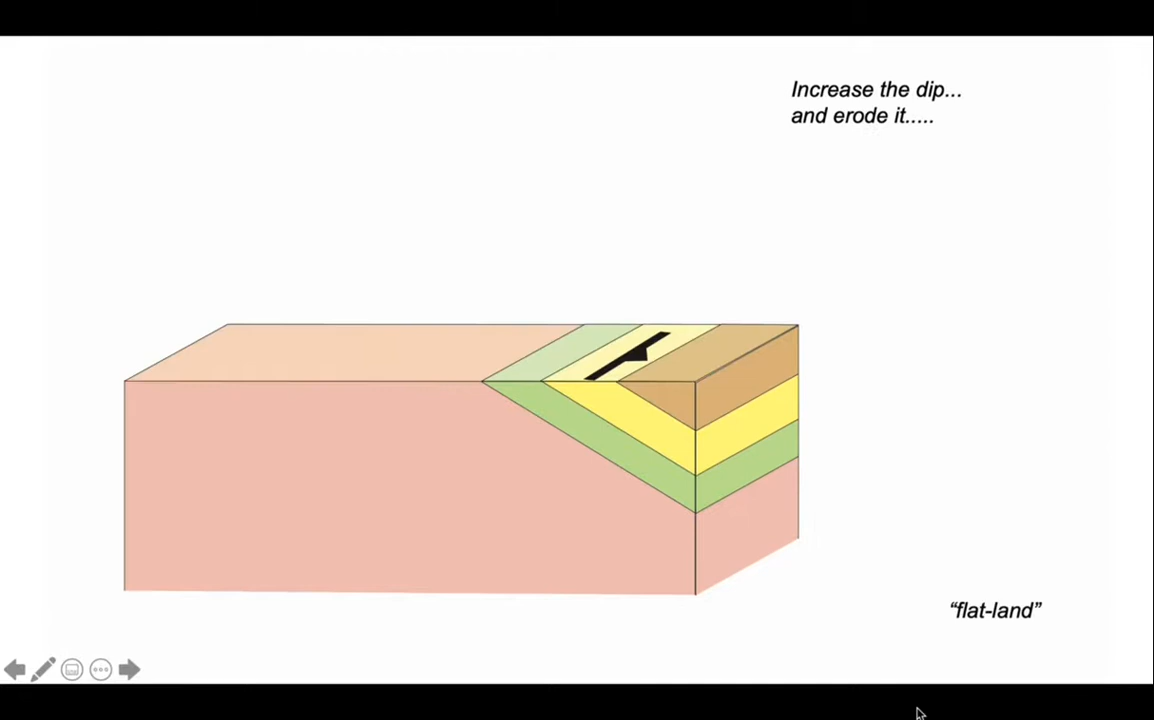 Increase the dip...
and erode it.....
“flat-land”